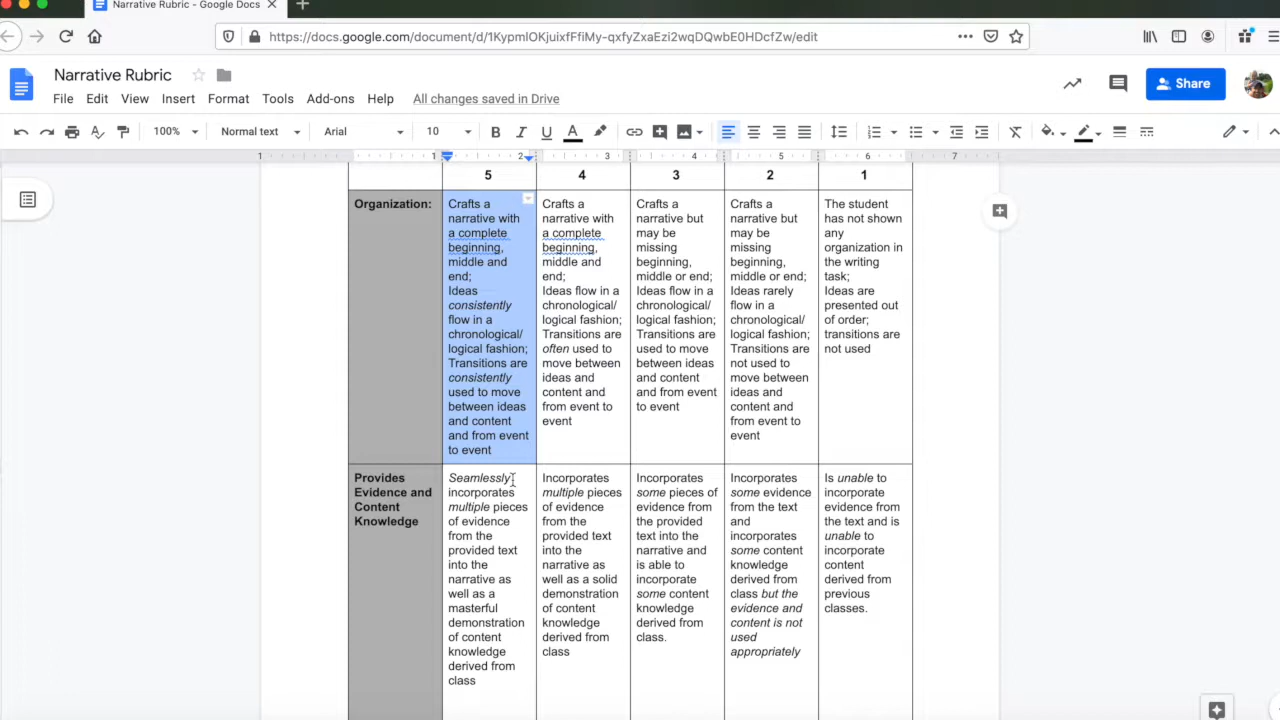 Narrative Rubric - Google Docs
https://docs.google.com/document/d/1KypmIOKjuixfFfiMy-qxfyZxaEzi2wqDQwbE0HDcfZw/edit
Narrative Rubric
File Edit View Insert Format Tools Add-ons Help All changes saved in Drive
Share
100% Normal text Arial 10
1 1 2 3 4 5 6 7
5 4 3 2 1
Organization:
Crafts a
narrative with
a complete
beginning,
middle and
end;
Ideas
consistently
flow in a
chronological/
logical fashion;
Transitions are
consistently
used to move
between ideas
and content
and from event
to event
Crafts a
narrative with
a complete
beginning,
middle and
end;
Ideas flow in a
chronological/
logical fashion;
Transitions are
often used to
move between
ideas and
content and
from event to
event
Crafts a
narrative but
may be
missing
beginning,
middle or end;
Ideas flow in a
chronological/
logical fashion;
Transitions are
used to move
between ideas
and content
and from event
to event
Crafts a
narrative but
may be
missing
beginning,
middle or end;
Ideas rarely
flow in a
chronological/
logical fashion;
Transitions are
not used to
move between
ideas and
content and
from event to
event
The student
has not shown
any
organization in
the writing
task;
Ideas are
presented out
of order;
transitions are
not used
Provides
Evidence and
Content
Knowledge
Seamlessly
incorporates
multiple pieces
of evidence
from the
provided text
into the
narrative as
well as a
masterful
demonstration
of content
knowledge
derived from
class
Incorporates
multiple pieces
of evidence
from the
provided text
into the
narrative as
well as a solid
demonstration
of content
knowledge
derived from
class
Incorporates
some pieces of
evidence from
the provided
text into the
narrative and
is able to
incorporate
some content
knowledge
derived from
class.
Incorporates
some evidence
from the text
and
incorporates
some content
knowledge
derived from
class but the
evidence and
content is not
used
appropriately
Is unable to
incorporate
evidence from
the text and is
unable to
incorporate
content
derived from
previous
classes.